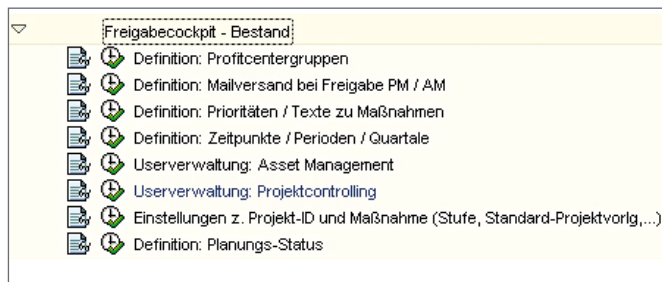 Freigabecockpit - Bestand
Definition: Profitcentergruppen
Definition: Mailversand bei Freigabe PM / AM
Definition: Prioritäten / Texte zu Maßnahmen
Definition: Zeitpunkte / Perioden / Quartale
Userverwaltung: Asset Management
Userverwaltung: Projektcontrolling
Einstellungen z. Projekt-ID und Maßnahme (Stufe, Standard-Projektvorlg,...)
Definition: Planungs-Status